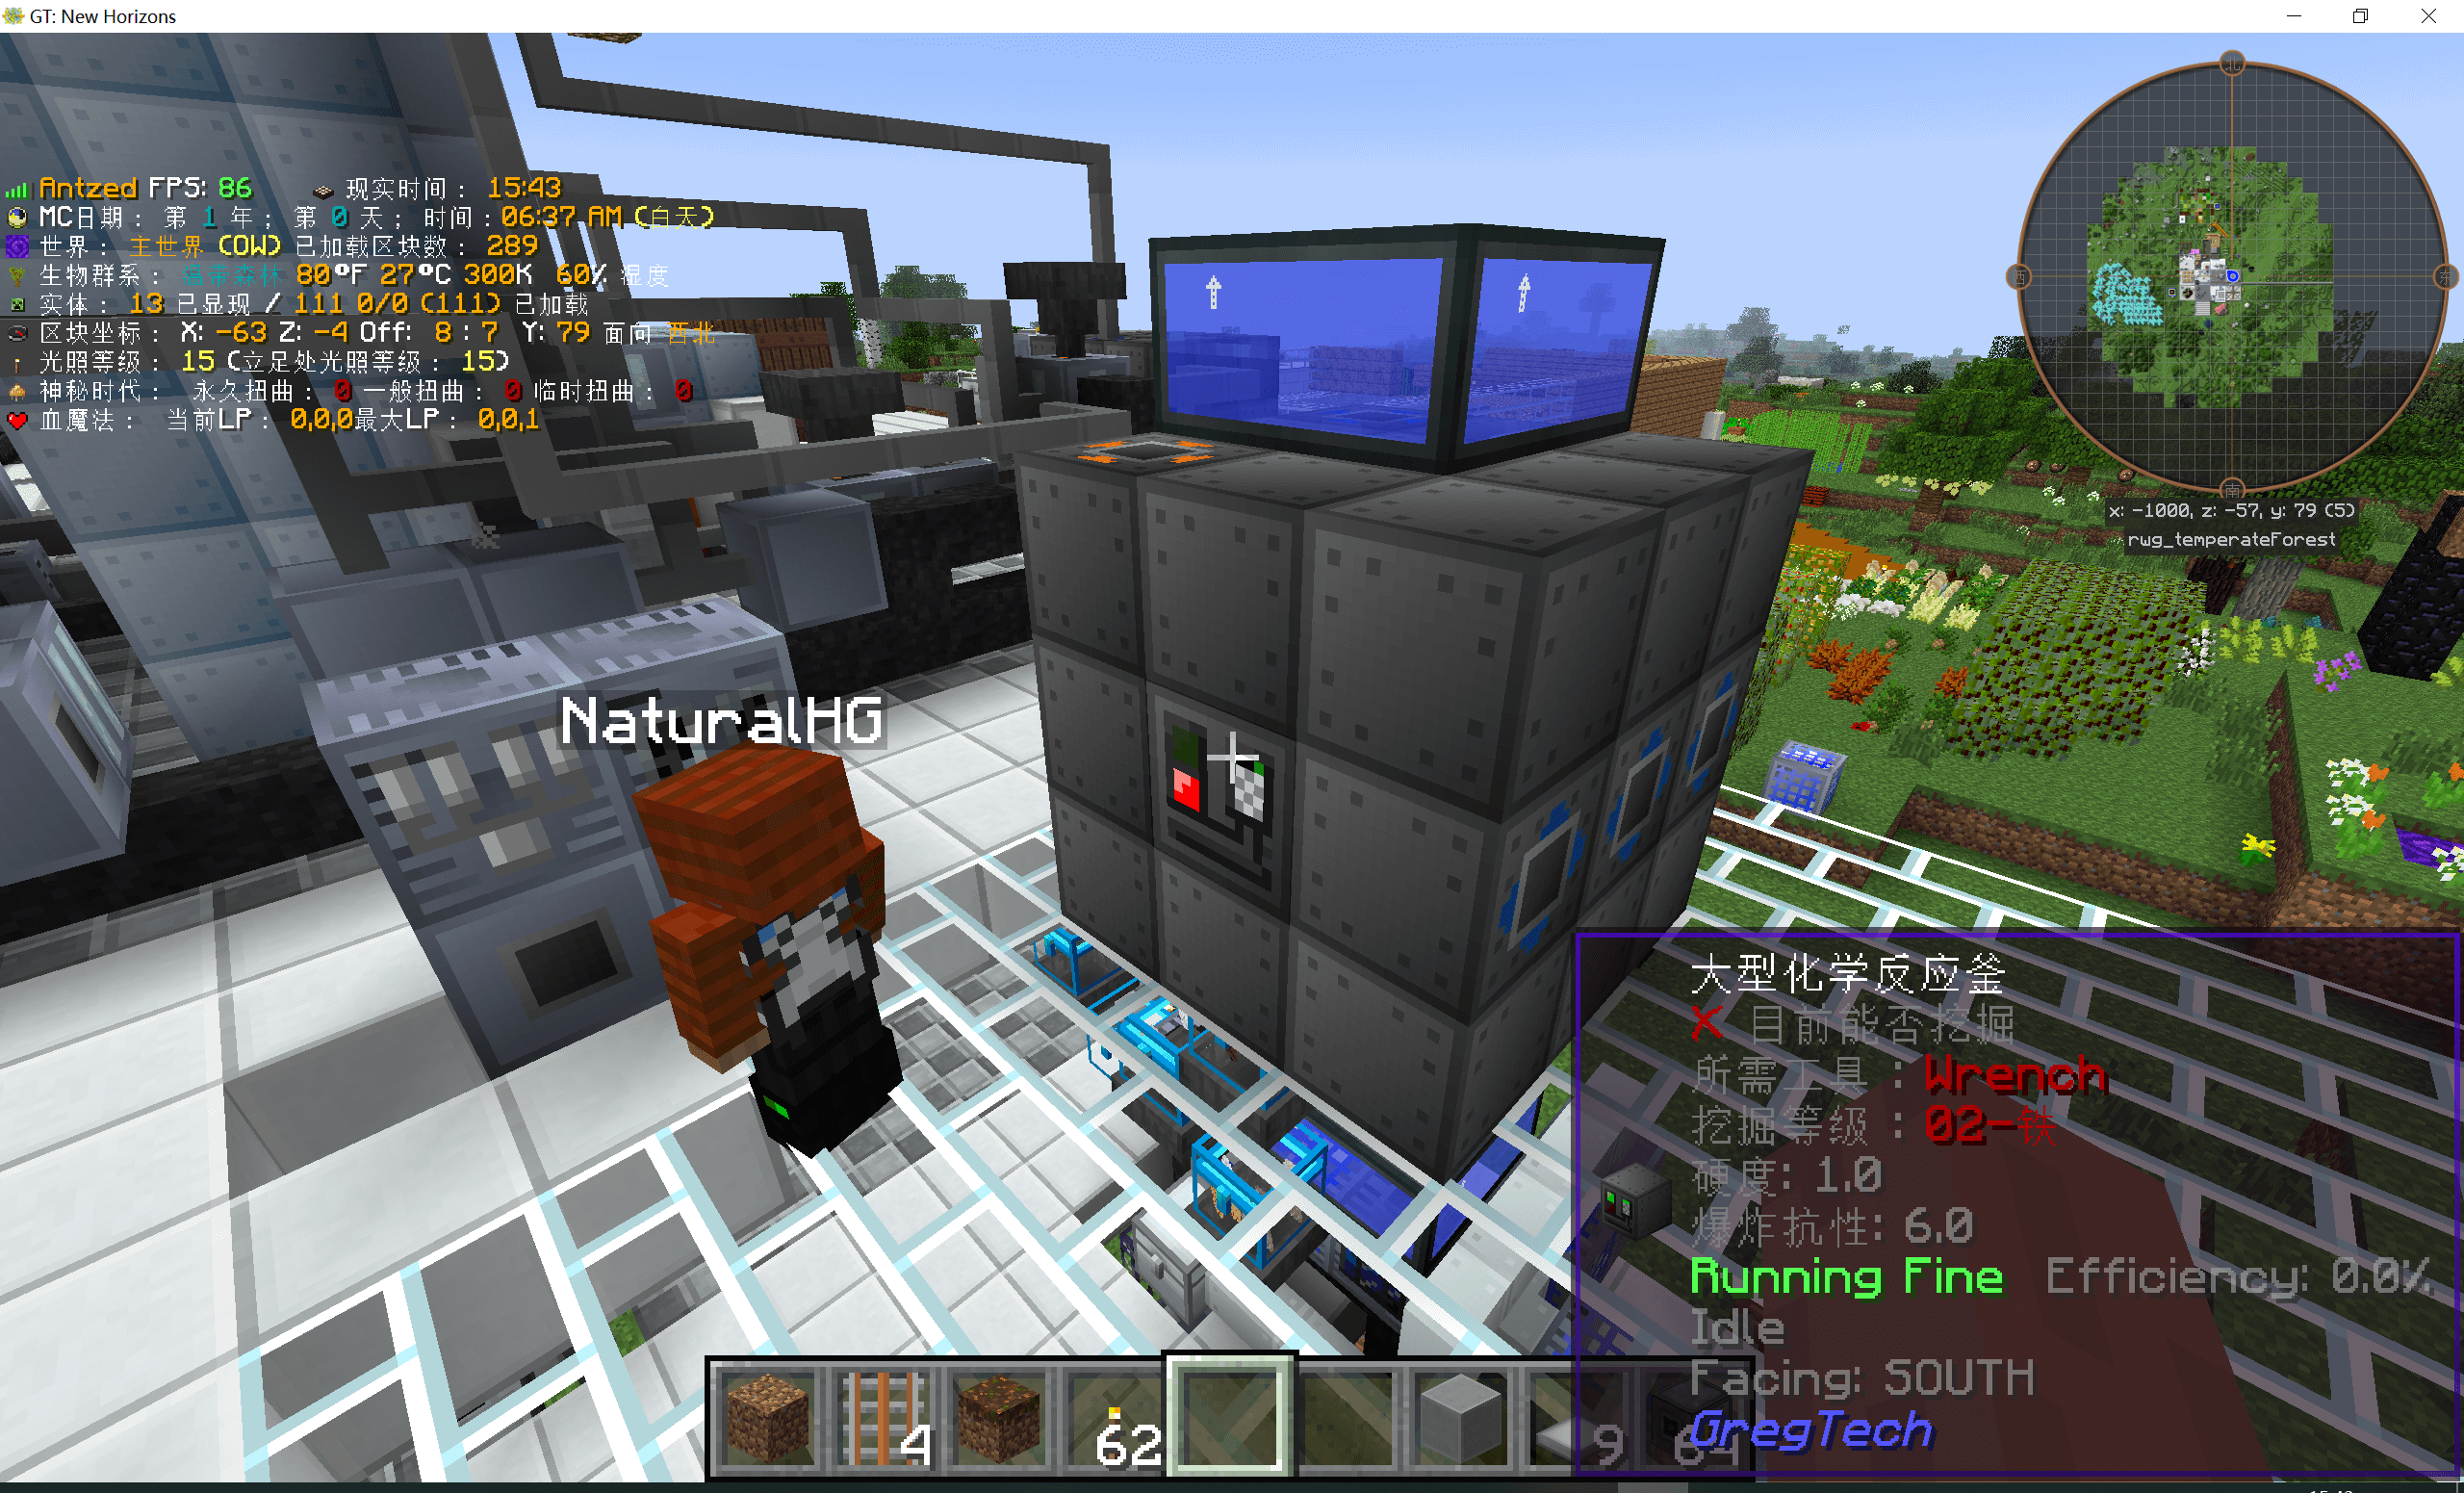 GT: New Horizons
Antzed FPS: 86 现实时间： 15:43
MC日期： 第 1 年； 第 0 天； 时间：06:37 AM (白天)
世界： 主世界 (OW) 已加载区块数： 289
生物群系： 温带森林 80°F 27°C 300K 60% 湿度
实体： 13 已显现 / 111 0/0 (111) 已加载
区块坐标： X: -63 Z: -4 Off: 8 : 7 Y: 79 面向 西北
光照等级： 15 (立足处光照等级： 15)
神秘时代： 永久扭曲： 0 一般扭曲： 0 临时扭曲： 0
血魔法： 当前LP： 0,0,0最大LP： 0,0,1
北
西
东
南
x: -1000, z: -57, y: 79 (5)
rwg_temperateForest
NaturalHG
大型化学反应釜
✕ 目前能否挖掘
所需工具：Wrench
挖掘等级：02-铁
硬度: 1.0
爆炸抗性: 6.0
Running Fine Efficiency: 0.0%
Idle
Facing: SOUTH
GregTech
4
62
9
64